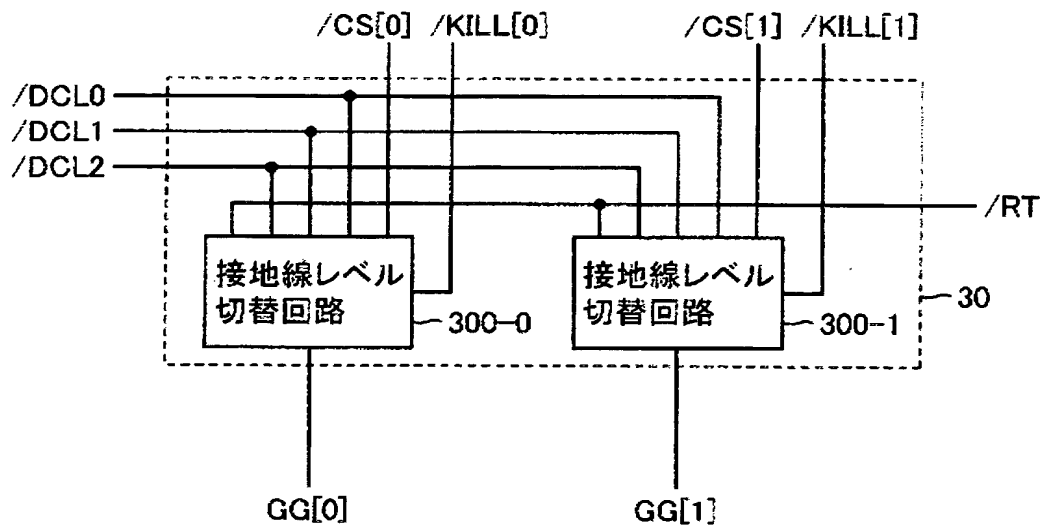 /CS[0] /KILL[0] /CS[1] /KILL[1]
/DCL0
/DCL1
/DCL2
/RT
接地線レベル
切替回路
300-0
接地線レベル
切替回路
300-1
30
GG[0]
GG[1]